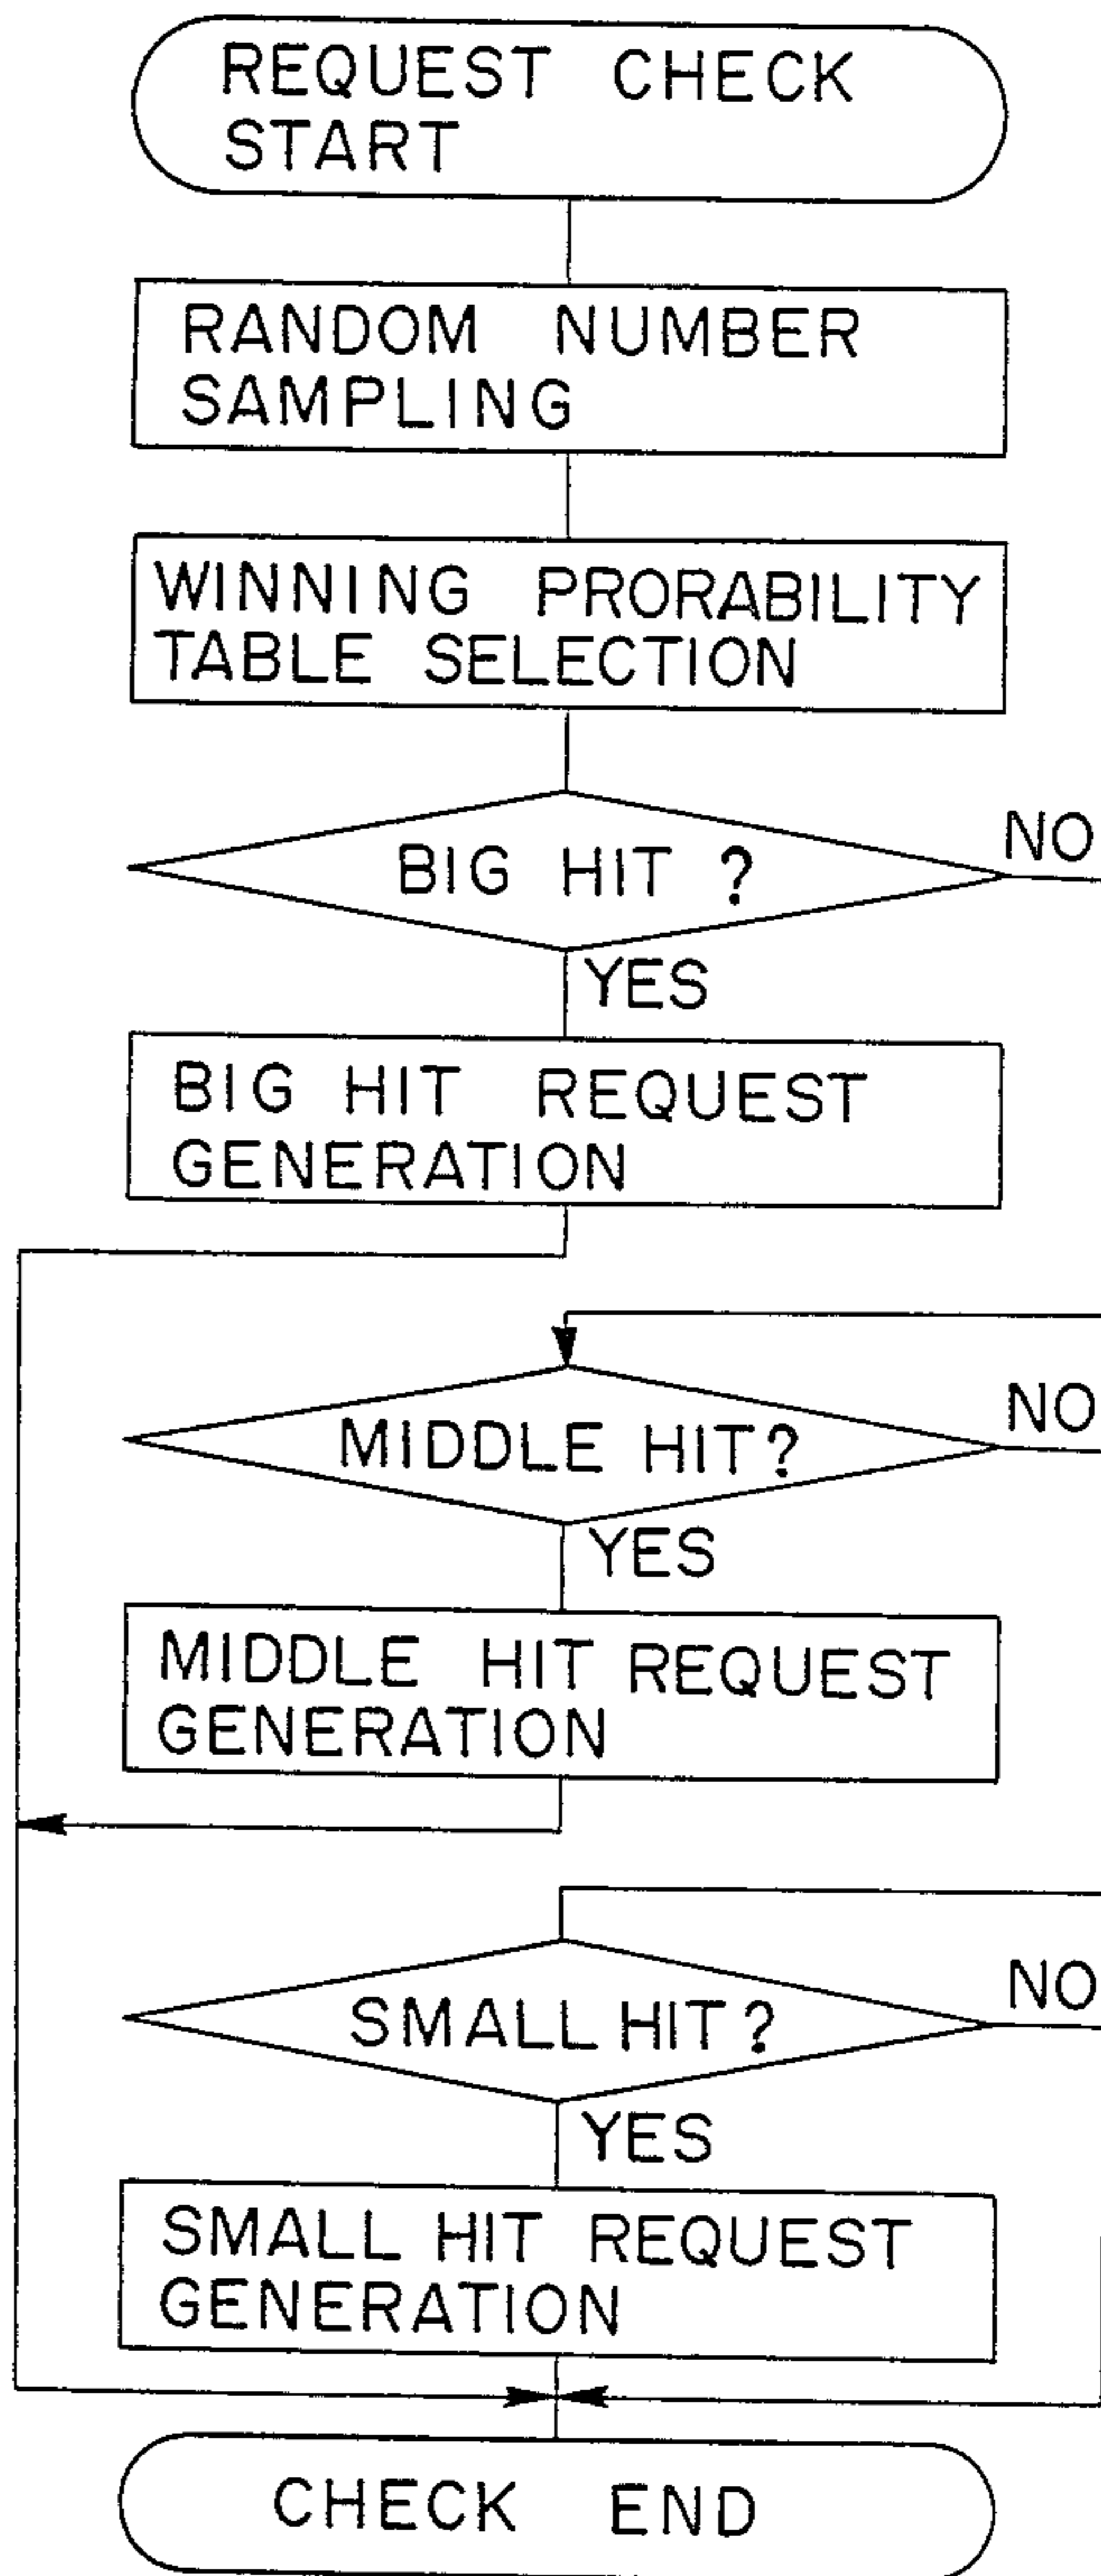 REQUEST CHECK
START
RANDOM NUMBER
SAMPLING
WINNING PRORABILITY
TABLE SELECTION
BIG HIT ?
NO
YES
BIG HIT REQUEST
GENERATION
MIDDLE HIT?
NO
YES
MIDDLE HIT REQUEST
GENERATION
SMALL HIT?
NO
YES
SMALL HIT REQUEST
GENERATION
CHECK END